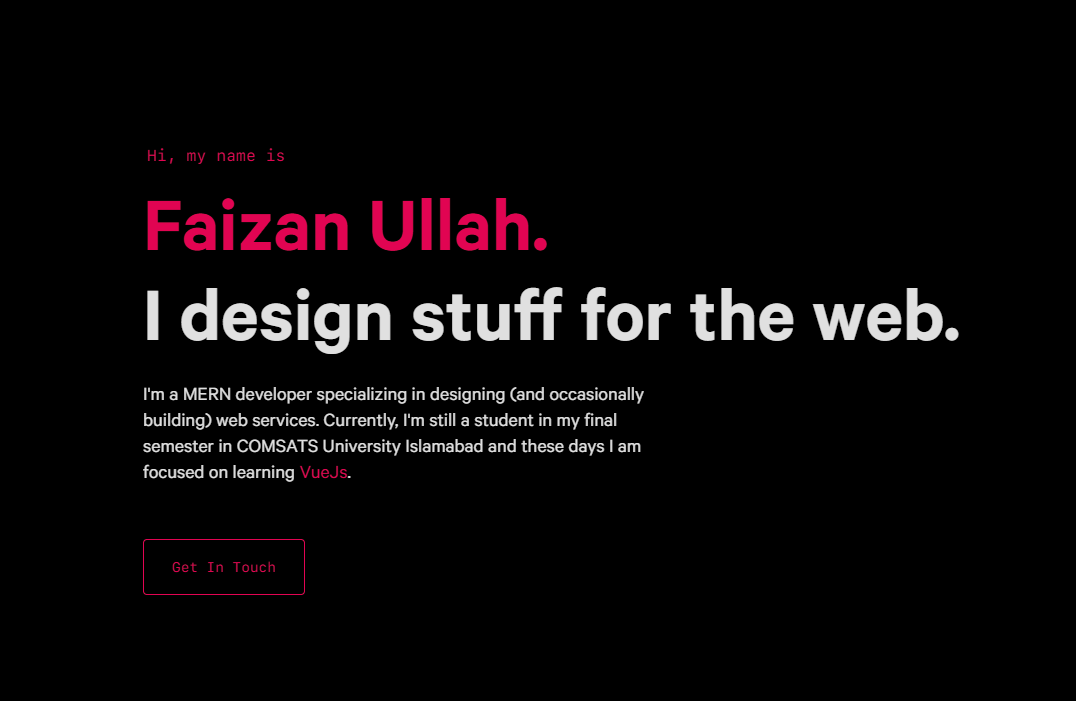 Hi, my name is
Faizan Ullah.
I design stuff for the web.
I'm a MERN developer specializing in designing (and occasionally
building) web services. Currently, I'm still a student in my final
semester in COMSATS University Islamabad and these days I am
focused on learning VueJs.
Get In Touch